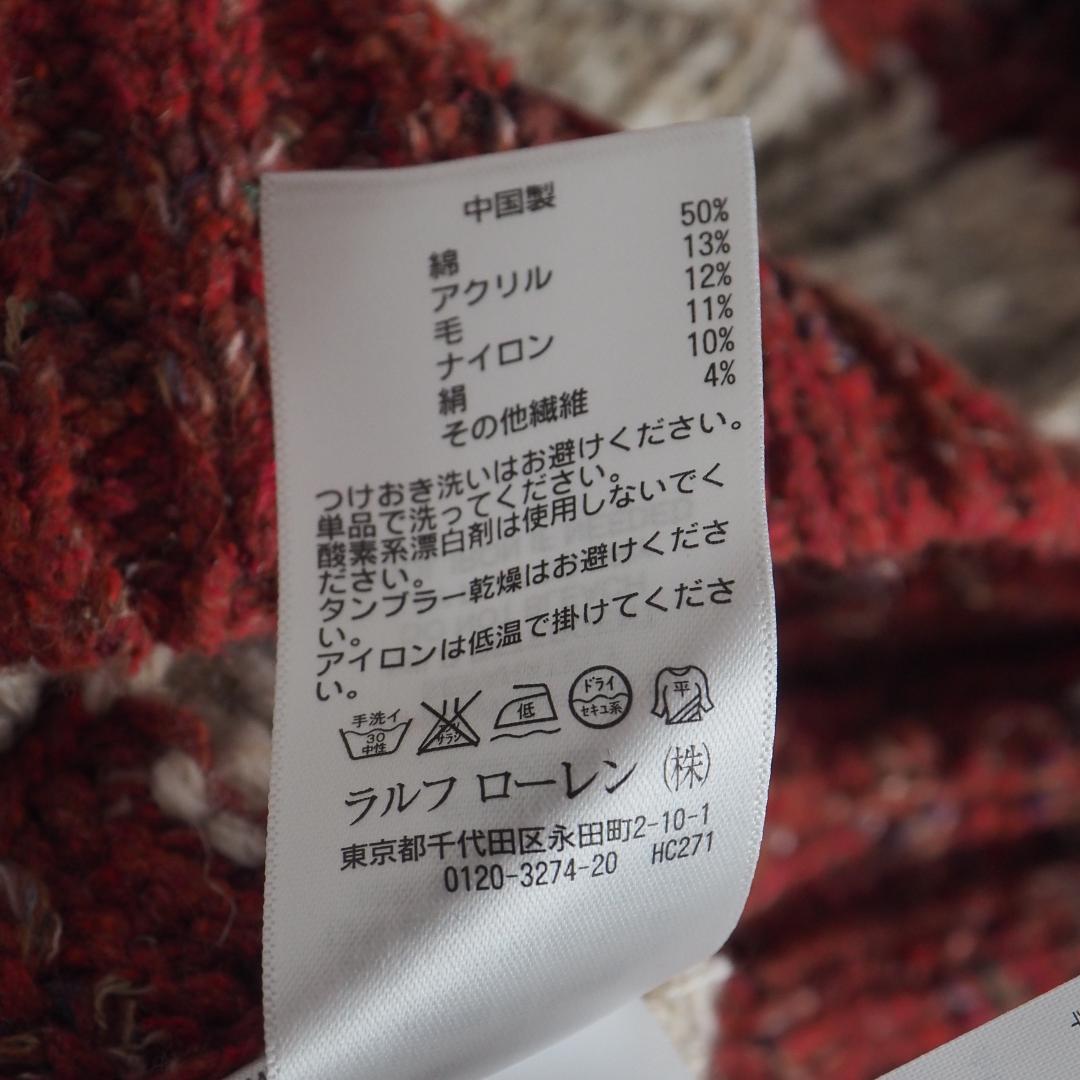 中国製
綿 50%
アクリル 13%
毛 12%
ナイロン 11%
絹 10%
その他繊維 4%
つけおき洗いはお避けください。
単品で洗ってください。
酸素系漂白剤は使用しないでく
ださい。
タンブラー乾燥はお避けくださ
い。
アイロンは低温で掛けてくださ
い。
手洗イ 30 中性 エンソ サラシ 低 ドライ セキユ系 平
ラルフ ローレン (株)
東京都千代田区永田町2-10-1
0120-3274-20 HC271